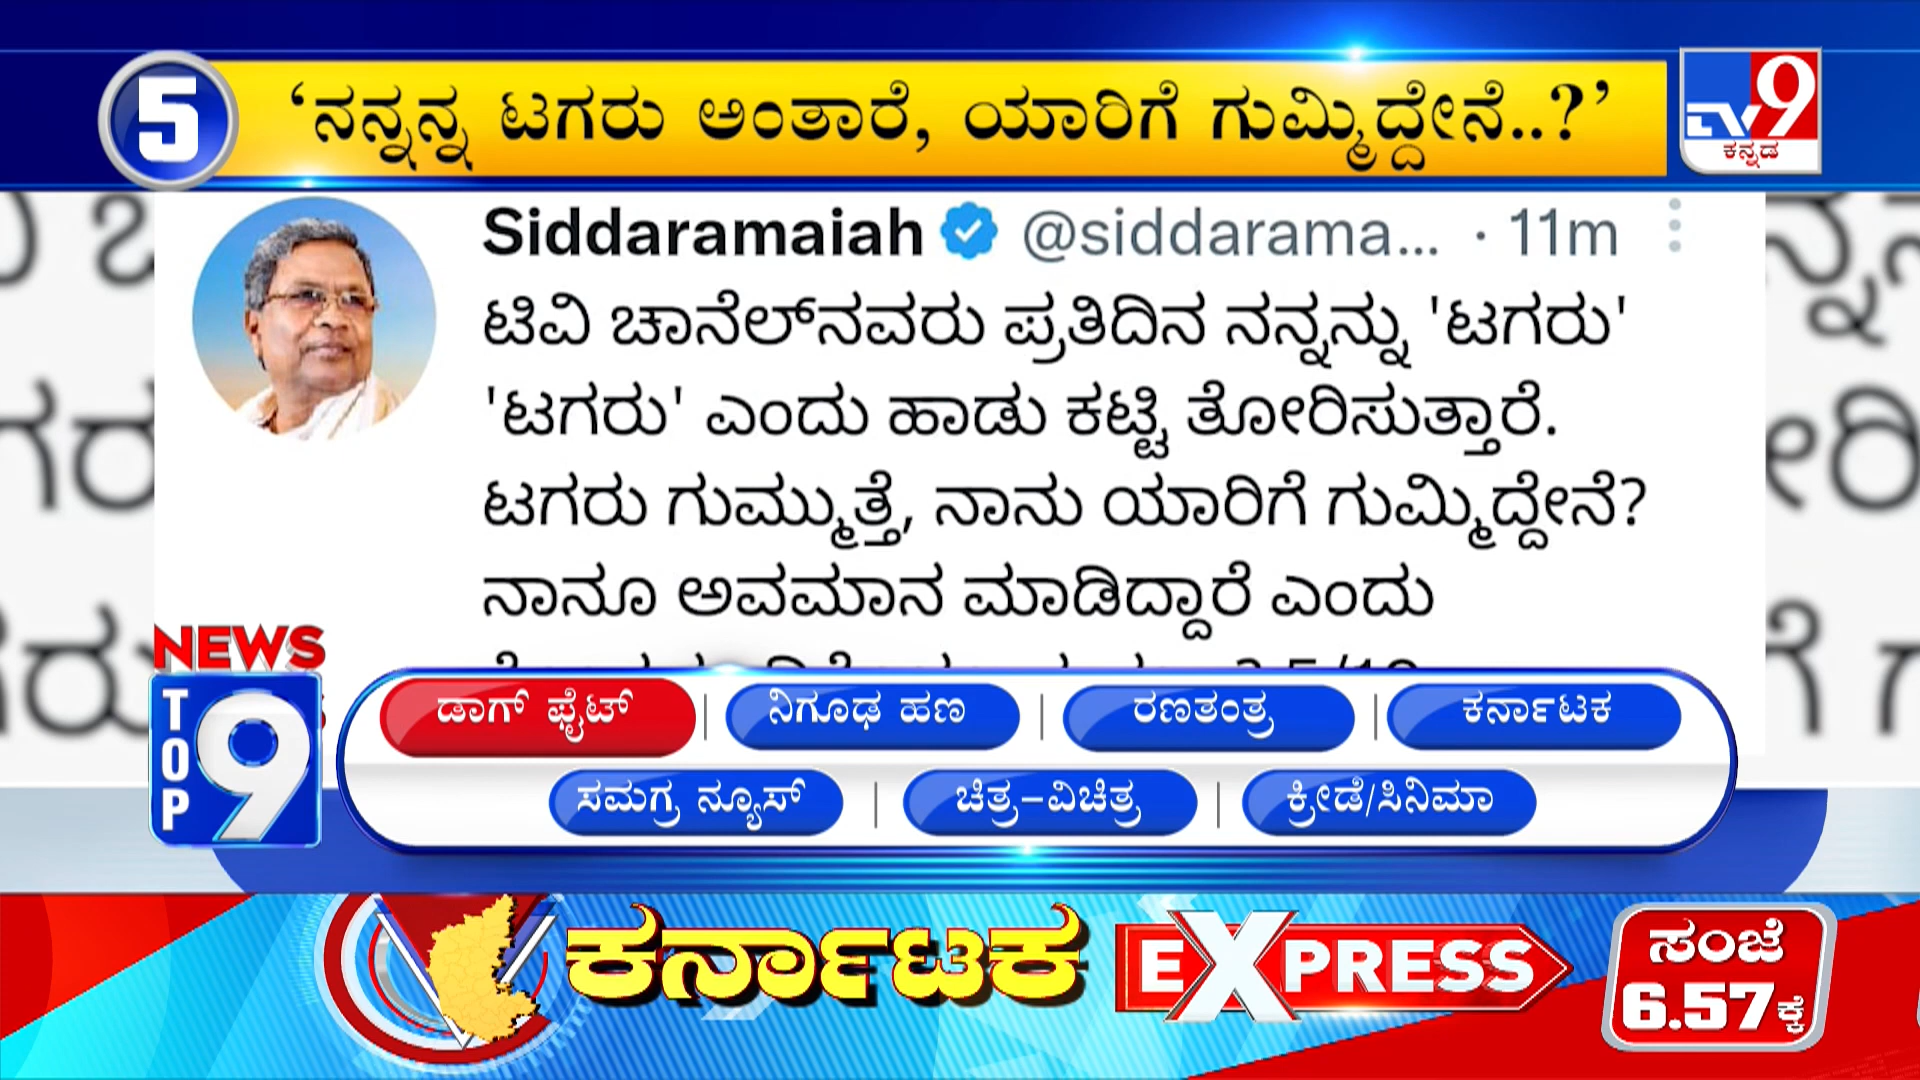 5
‘ನನ್ನನ್ನ ಟಗರು ಅಂತಾರೆ, ಯಾರಿಗೆ ಗುಮ್ಮಿದ್ದೇನೆ..?’
TV9
ಕನ್ನಡ
Siddaramaiah @siddarama... · 11m
ಟಿವಿ ಚಾನೆಲ್‌ನವರು ಪ್ರತಿದಿನ ನನ್ನನ್ನು 'ಟಗರು'
'ಟಗರು' ಎಂದು ಹಾಡು ಕಟ್ಟಿ ತೋರಿಸುತ್ತಾರೆ.
ಟಗರು ಗುಮ್ಮುತ್ತೆ, ನಾನು ಯಾರಿಗೆ ಗುಮ್ಮಿದ್ದೇನೆ?
ನಾನೂ ಅವಮಾನ ಮಾಡಿದ್ದಾರೆ ಎಂದು
NEWS
TOP 9
ಡಾಗ್ ಫೈಟ್ | ನಿಗೂಢ ಹಣ | ರಣತಂತ್ರ | ಕರ್ನಾಟಕ
ಸಮಗ್ರ ನ್ಯೂಸ್ | ಚಿತ್ರ-ವಿಚಿತ್ರ | ಕ್ರೀಡೆ/ಸಿನಿಮಾ
ಕರ್ನಾಟಕ EXPRESS
ಸಂಜೆ
6.57ಕ್ಕೆ